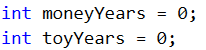 int moneyYears = 0;
int toyYears = 0;